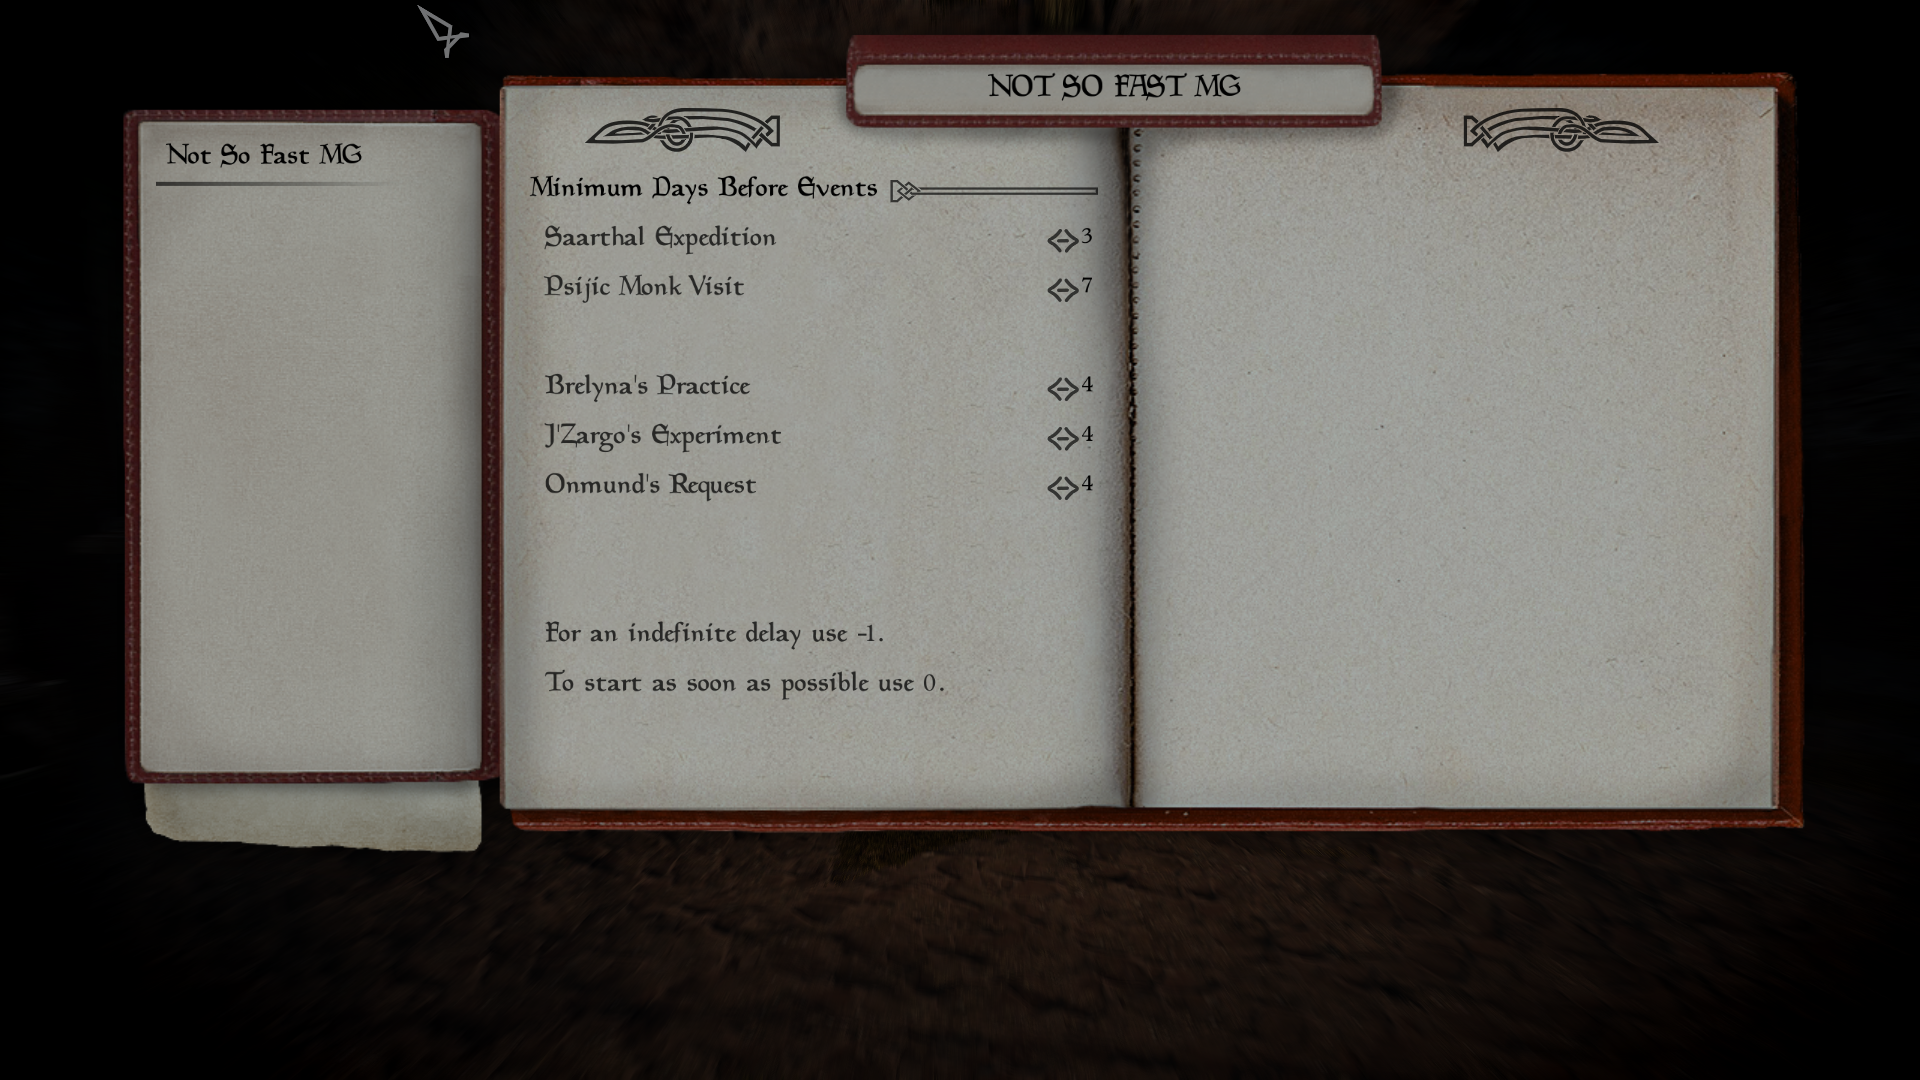 NOT SO FAST MG
Not So Fast MG
Minimum Days Before Events
Saarthal Expedition 3
Psijic Monk Visit 7
Brelyna's Practice 4
J'Zargo's Experiment 4
Onmund's Request 4
For an indefinite delay use -1.
To start as soon as possible use 0.